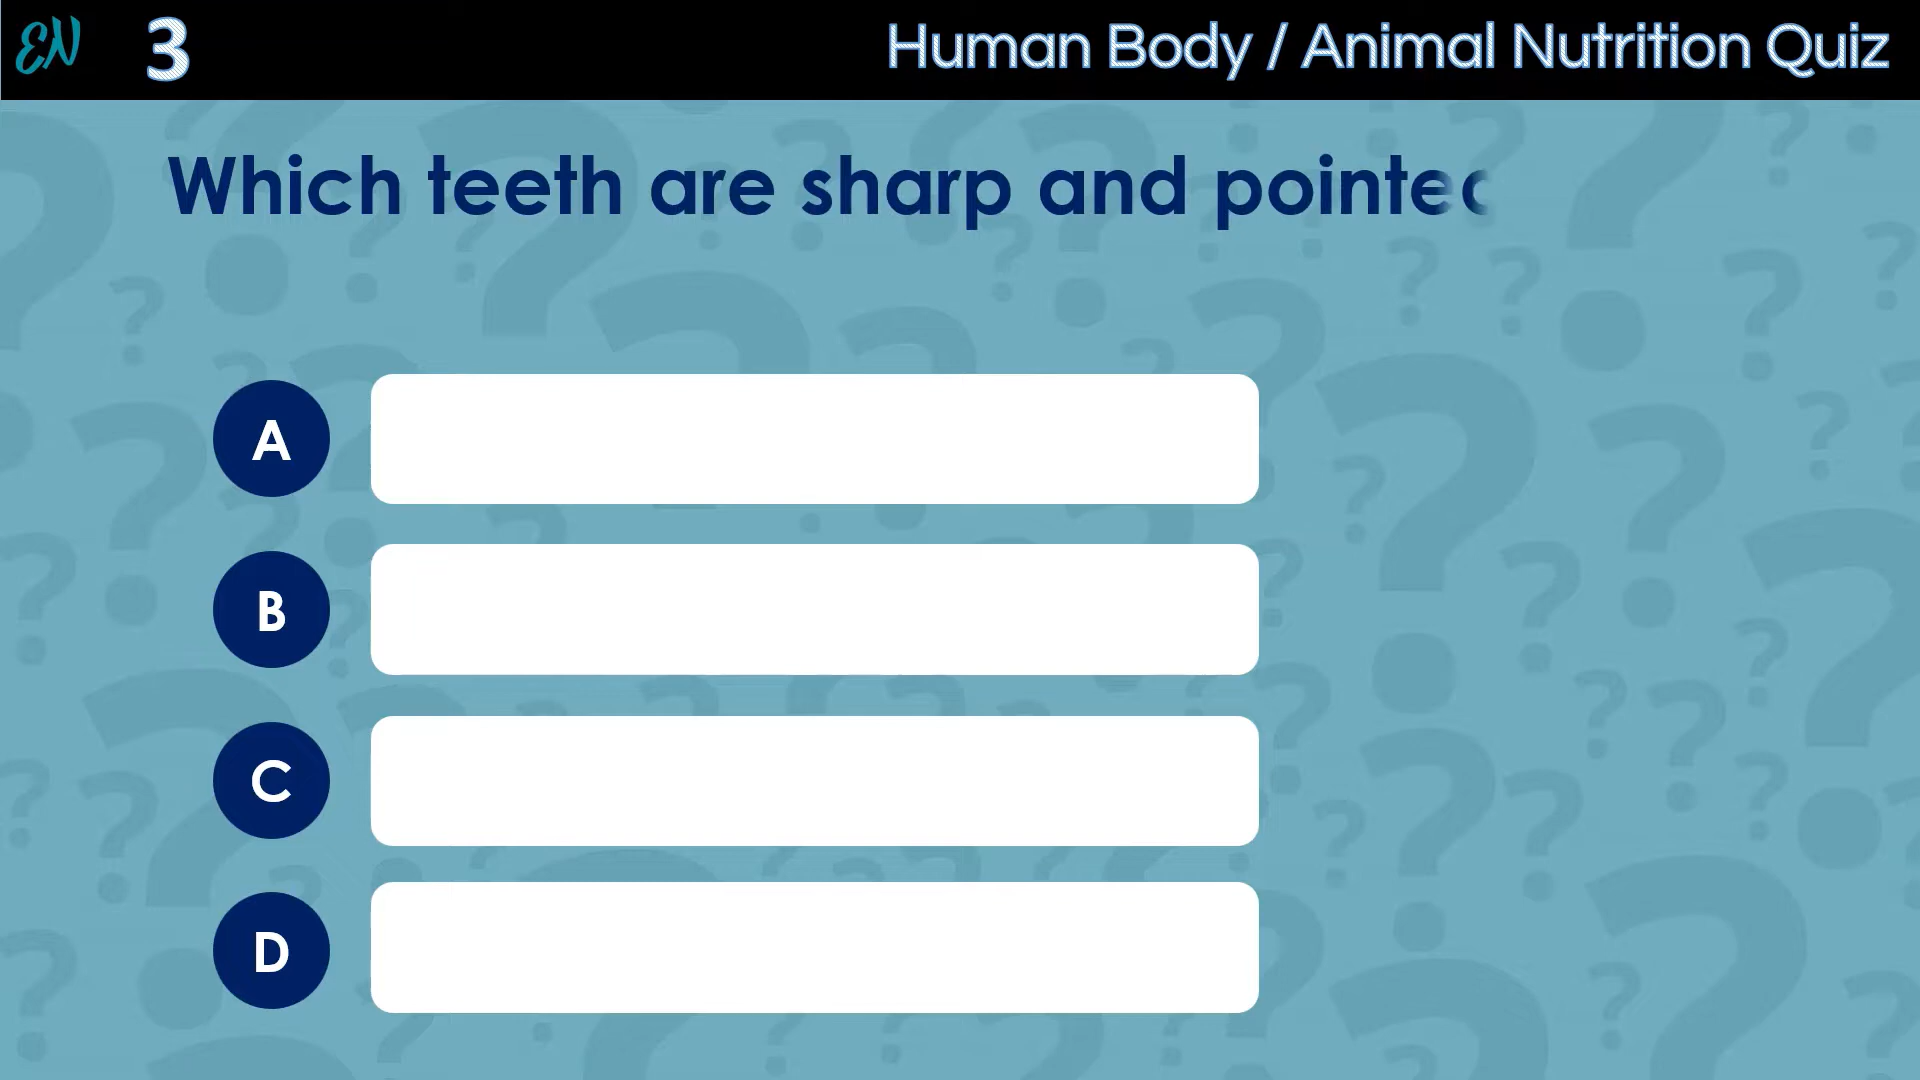 EN
3
Human Body / Animal Nutrition Quiz
Which teeth are sharp and pointed
A
B
C
D